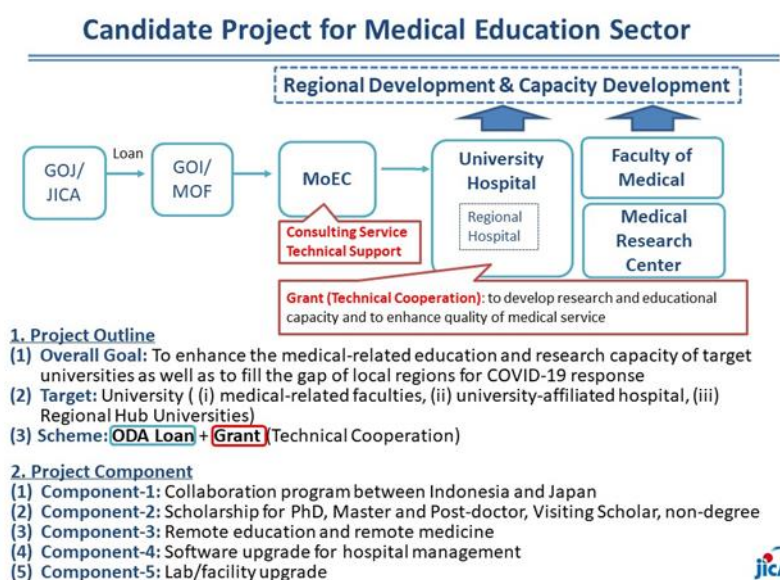 Candidate Project for Medical Education Sector
Regional Development & Capacity Development
GOJ/
JICA
Loan
GOI/
MOF
MoEC
University
Hospital
Regional
Hospital
Faculty of
Medical
Medical
Research
Center
Consulting Service
Technical Support
Grant (Technical Cooperation): to develop research and educational
capacity and to enhance quality of medical service
1. Project Outline
(1) Overall Goal: To enhance the medical-related education and research capacity of target
universities as well as to fill the gap of local regions for COVID-19 response
(2) Target: University ( (i) medical-related faculties, (ii) university-affiliated hospital, (iii)
Regional Hub Universities)
(3) Scheme: ODA Loan + Grant (Technical Cooperation)
2. Project Component
(1) Component-1: Collaboration program between Indonesia and Japan
(2) Component-2: Scholarship for PhD, Master and Post-doctor, Visiting Scholar, non-degree
(3) Component-3: Remote education and remote medicine
(4) Component-4: Software upgrade for hospital management
(5) Component-5: Lab/facility upgrade